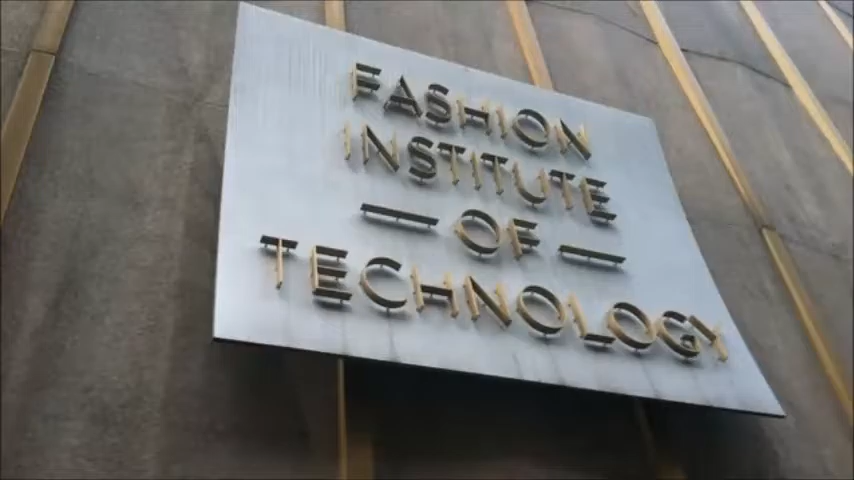 FASHION
INSTITUTE
— OF —
TECHNOLOGY